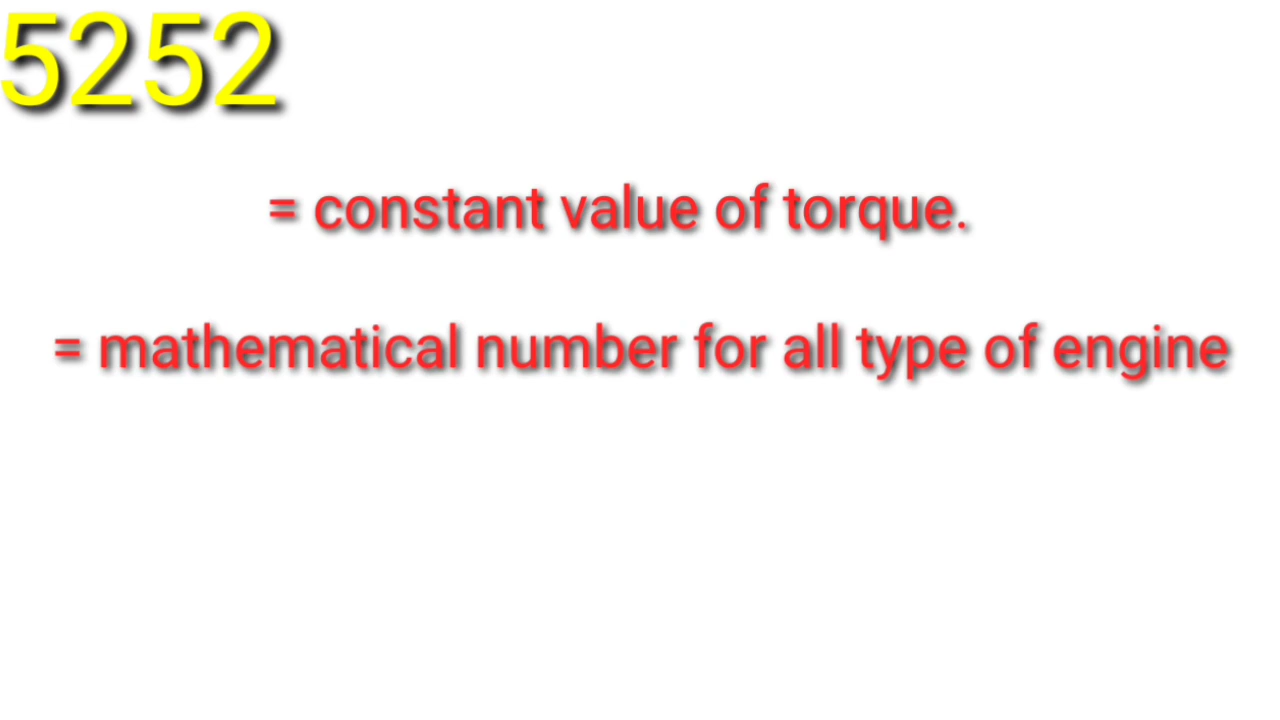 5252
= constant value of torque.
= mathematical number for all type of engine